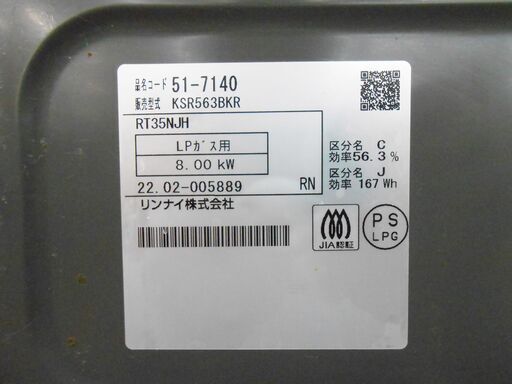 品名コード 51-7140
販売型式 KSR563BKR
RT35NJH
LPガス用
8.00 kW
22.02-005889 RN
リンナイ株式会社
区分名 C
効率56.3%
区分名 J
効率 167 Wh
JIA認証
PS
LPG